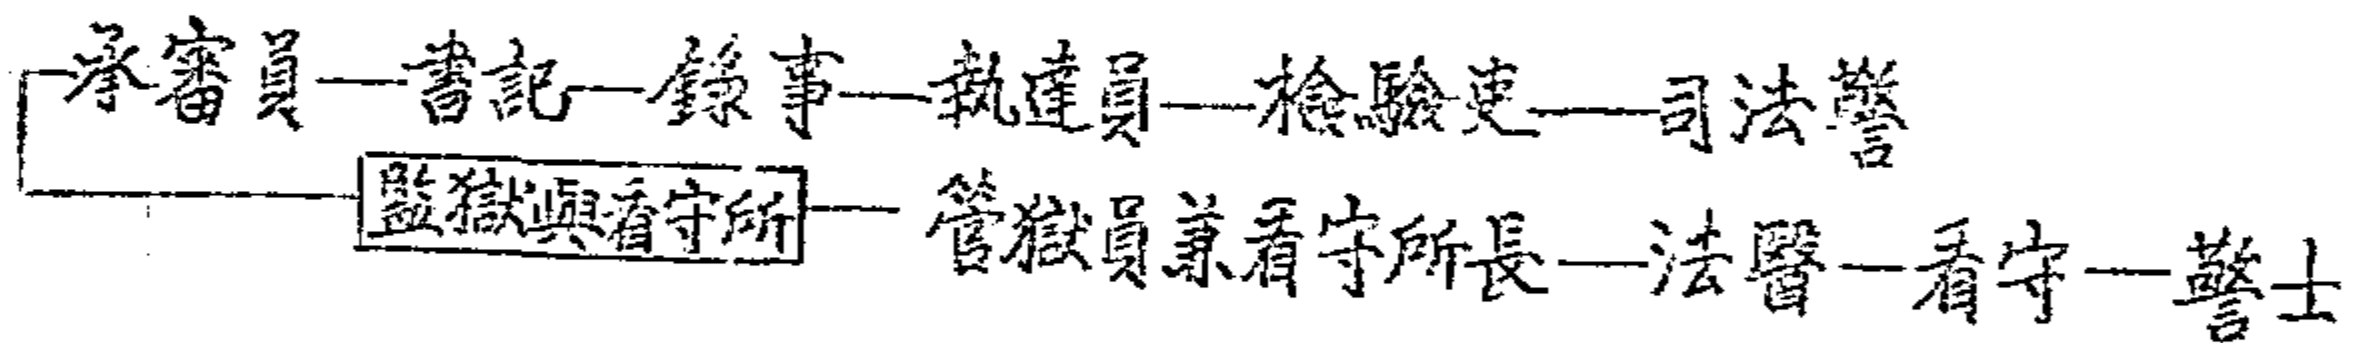 承審員—書記—錄事—執達員—檢驗吏—司法警
監獄與看守所—管獄員兼看守所長—法醫—看守—警士